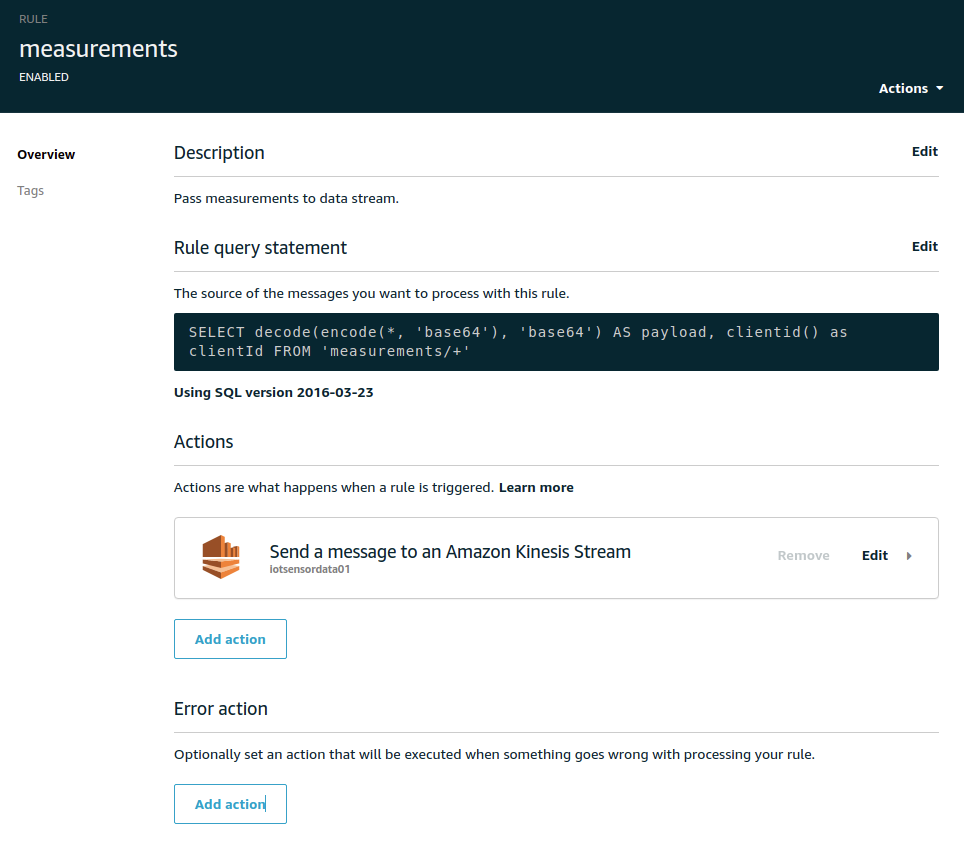 RULE
measurements
ENABLED
Actions
Overview
Tags
Description
Edit
Pass measurements to data stream.
Rule query statement
Edit
The source of the messages you want to process with this rule.
SELECT decode(encode(*, 'base64'), 'base64') AS payload, clientid() as
clientId FROM 'measurements/+'
Using SQL version 2016-03-23
Actions
Actions are what happens when a rule is triggered. Learn more
Send a message to an Amazon Kinesis Stream
iotsensordata01
Remove
Edit
Add action
Error action
Optionally set an action that will be executed when something goes wrong with processing your rule.
Add action